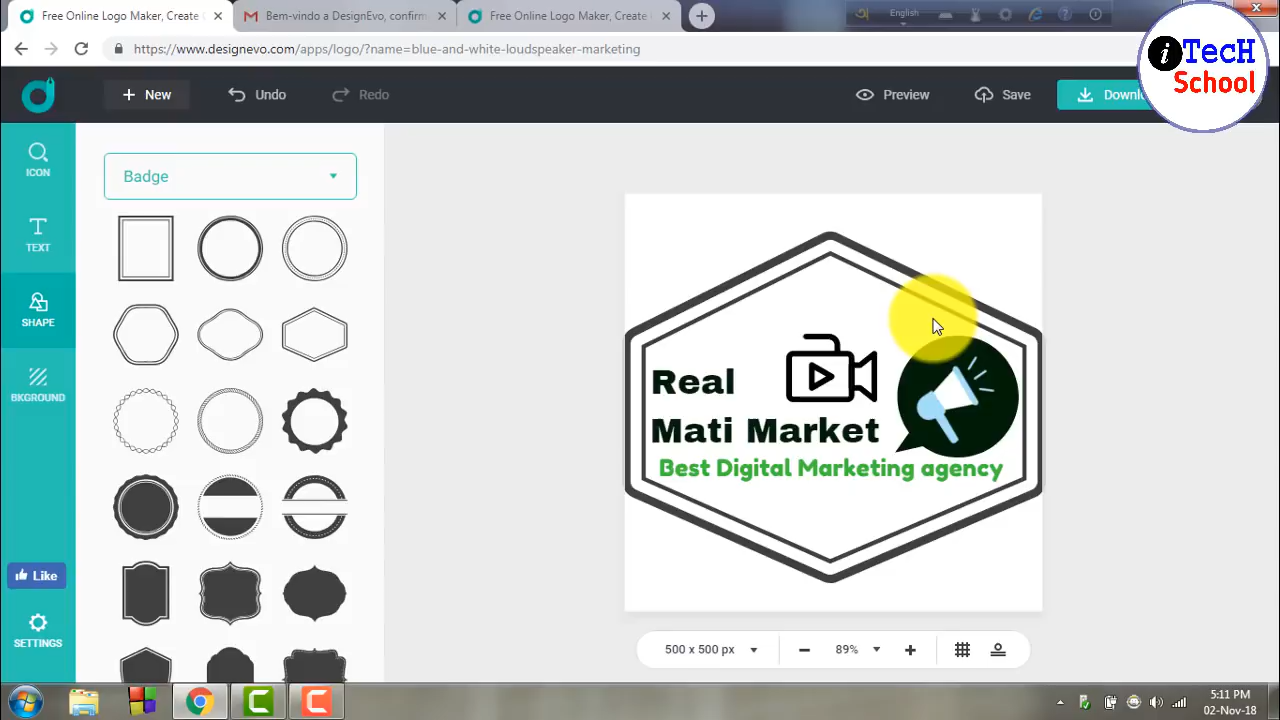 Free Online Logo Maker, Create
Bem-vindo a DesignEvo, confirm
Free Online Logo Maker, Create
English
https://www.designevo.com/apps/logo/?name=blue-and-white-loudspeaker-marketing
i TecH
School
New
Undo
Redo
Preview
Save
Downl
ICON
TEXT
SHAPE
BKGROUND
Like
SETTINGS
Badge
Real
Mati Market
Best Digital Marketing agency
500 x 500 px
89%
5:11 PM
02-Nov-18